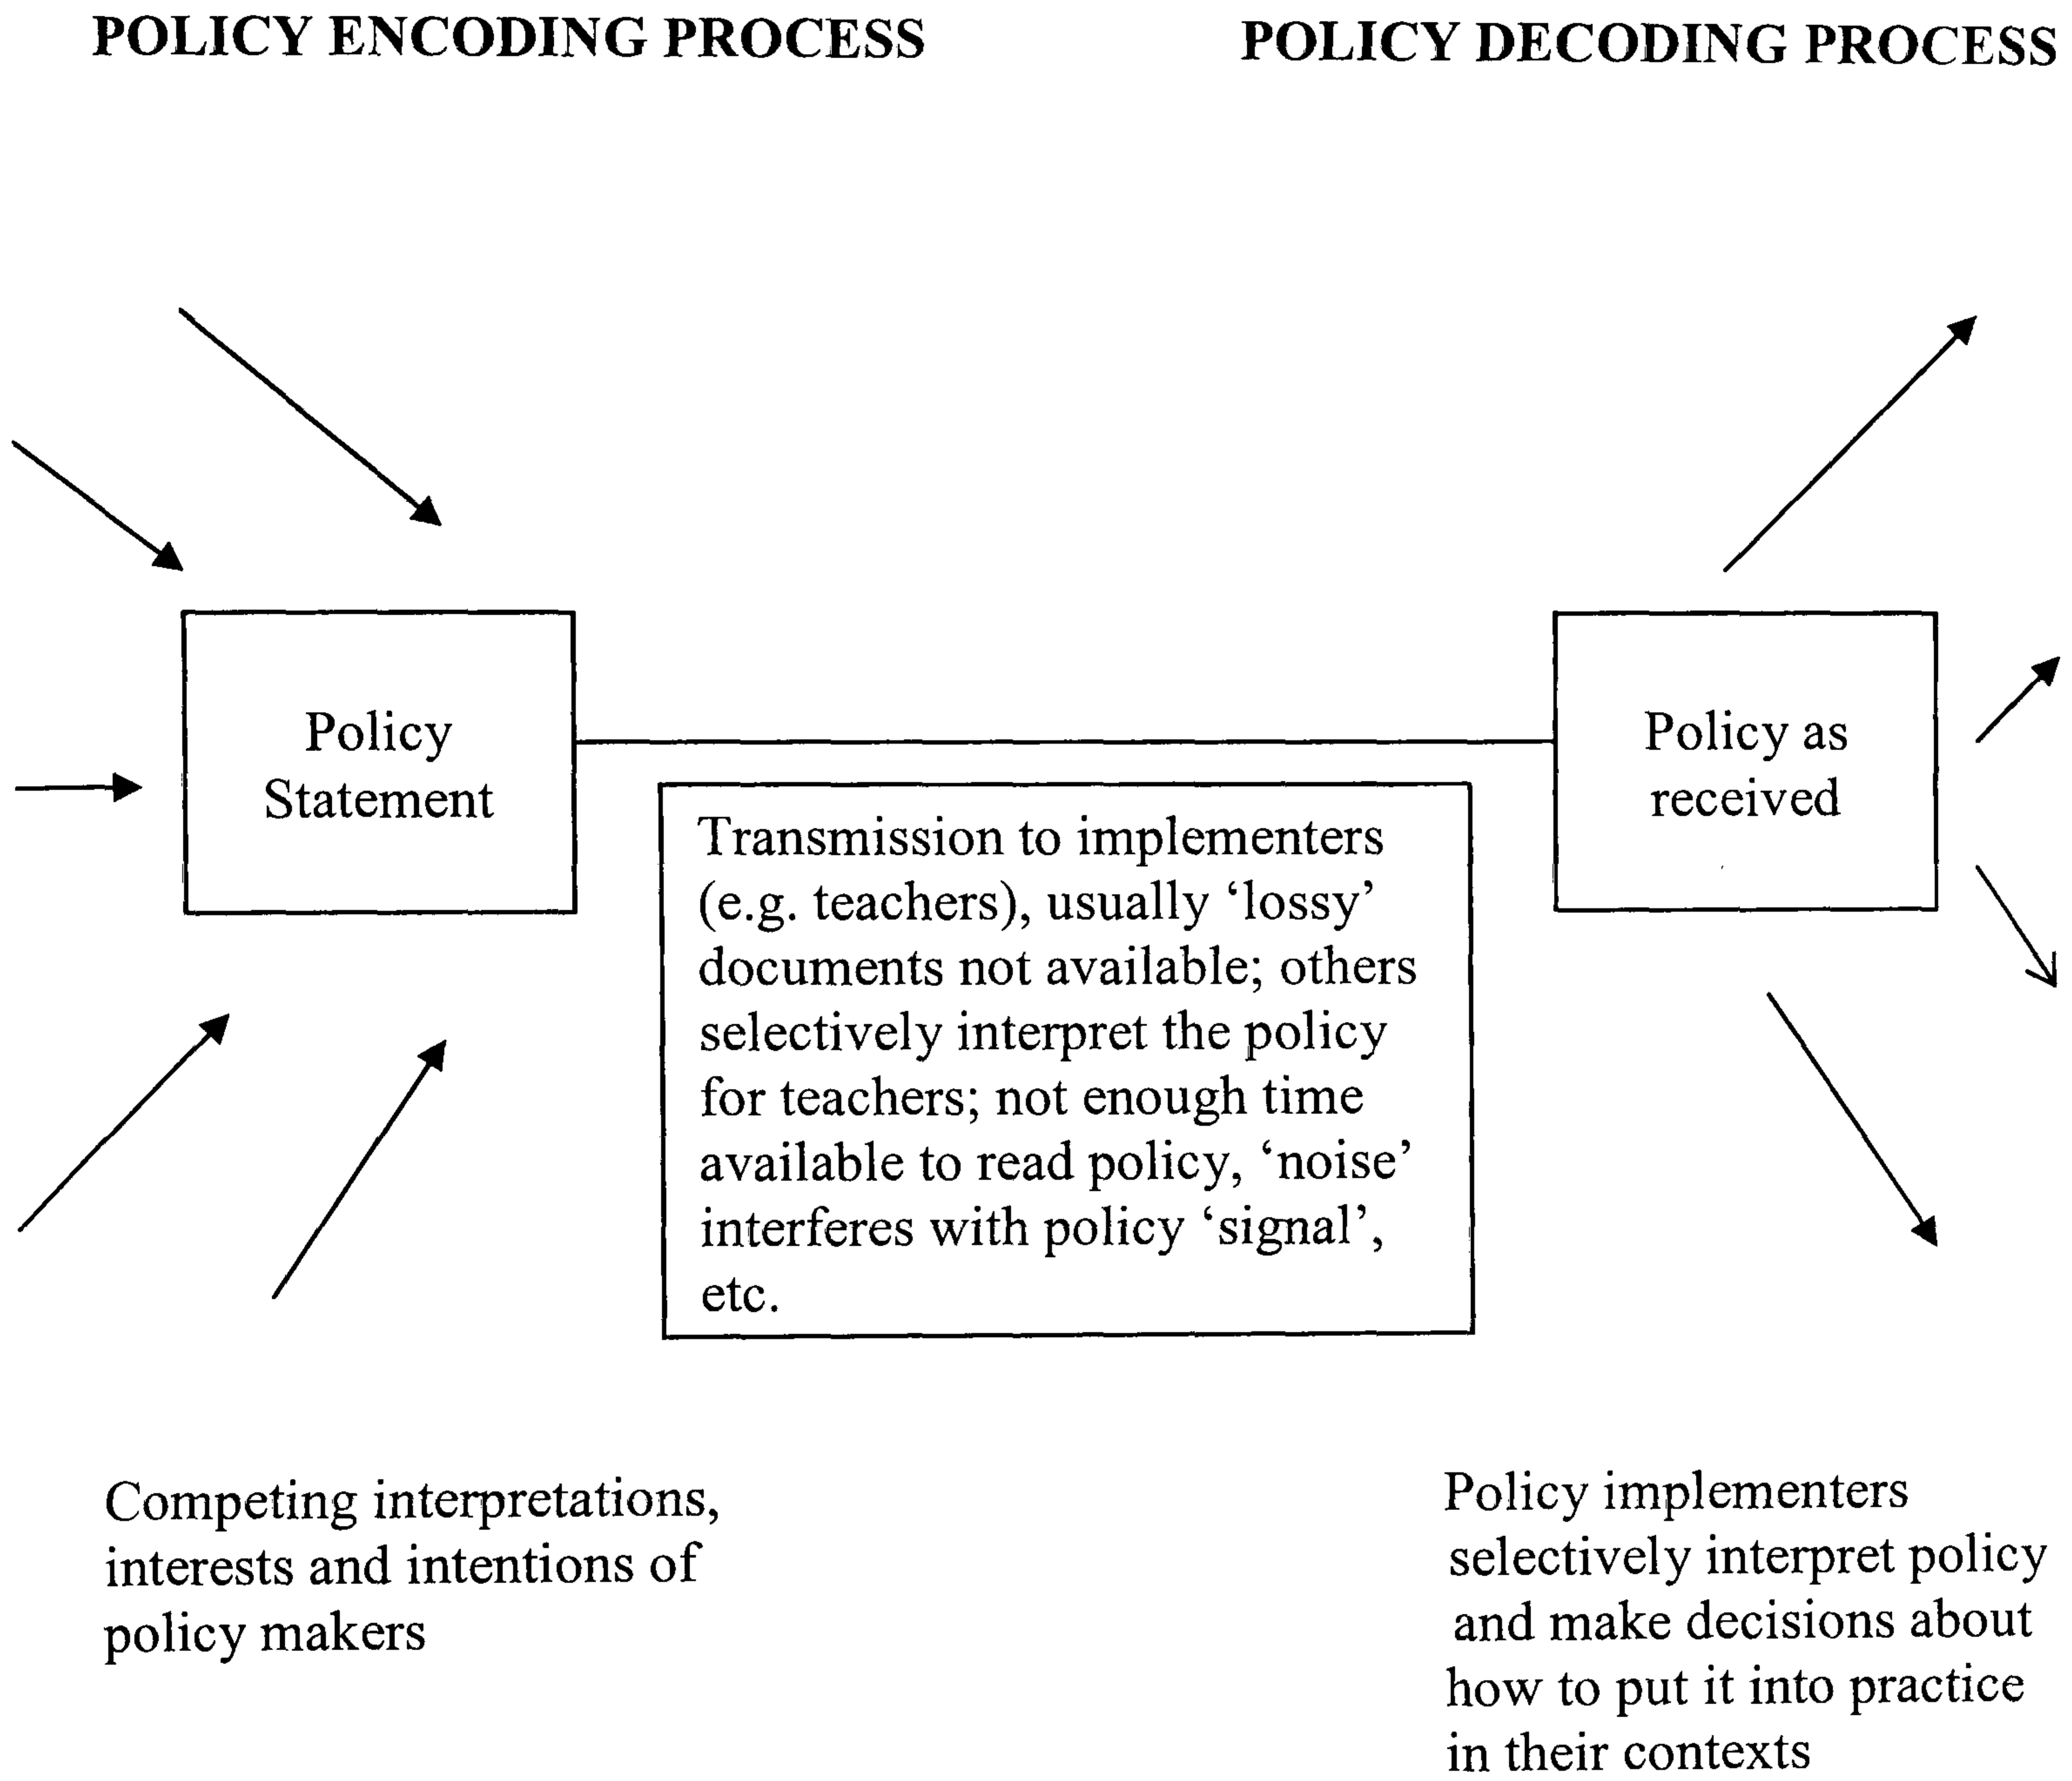 POLICY ENCODING PROCESS
POLICY DECODING PROCESS
Policy
Statement
Policy as
received
Transmission to implementers
(e.g. teachers), usually ‘lossy’
documents not available; others
selectively interpret the policy
for teachers; not enough time
available to read policy, ‘noise’
interferes with policy ‘signal’,
etc.
Competing interpretations,
interests and intentions of
policy makers
Policy implementers
selectively interpret policy
and make decisions about
how to put it into practice
in their contexts